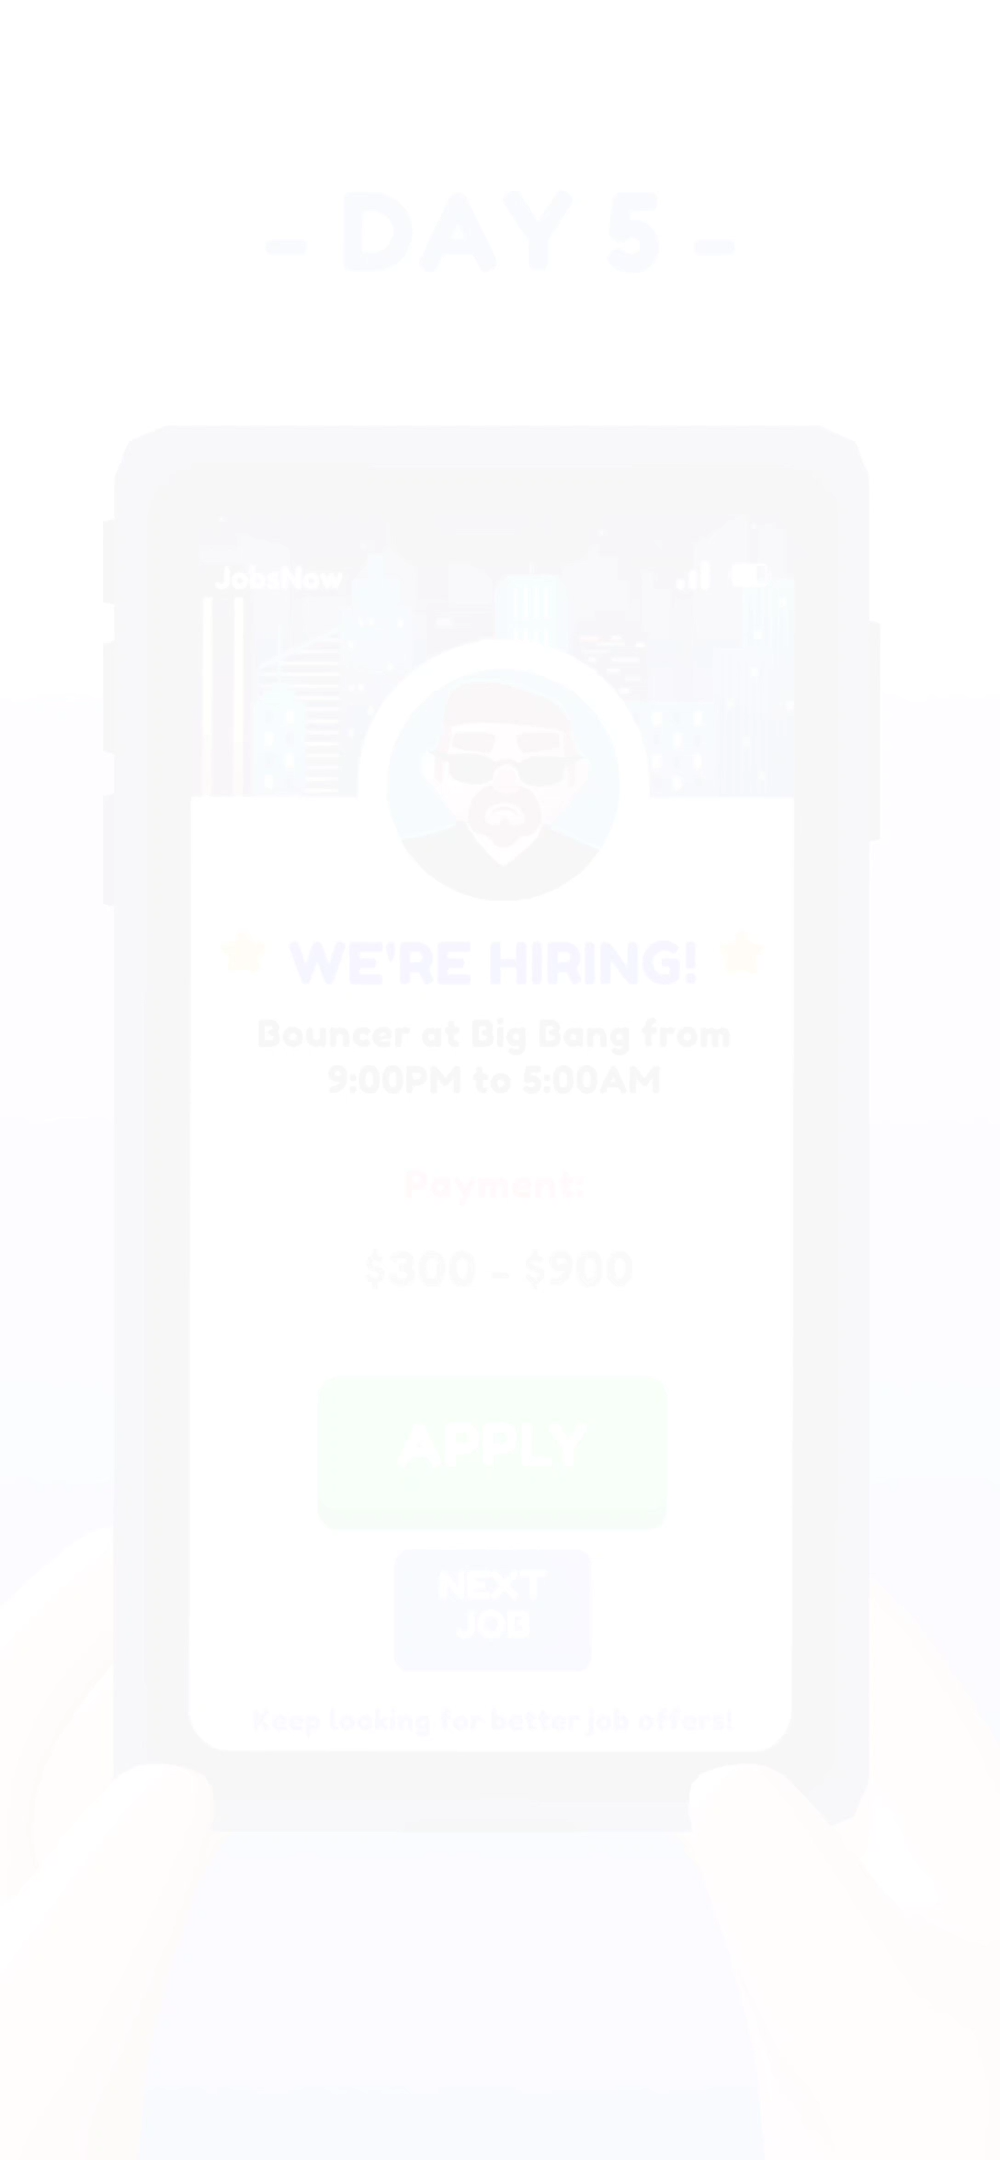 - DAY 5 -
JobsNow
WE'RE HIRING!
Bouncer at Big Bang from
9:00PM to 5:00AM
Payment:
$300 - $900
APPLY
NEXT
JOB
Keep looking for better job offers!